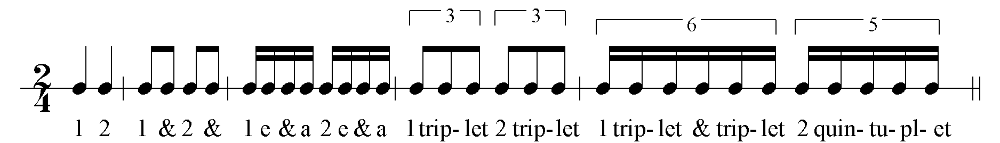 3 3 6 5
2
4
1 2 1 & 2 & 1 e & a 2 e & a 1 trip- let 2 trip- let 1 trip- let & trip- let 2 quin- tu- pl- et